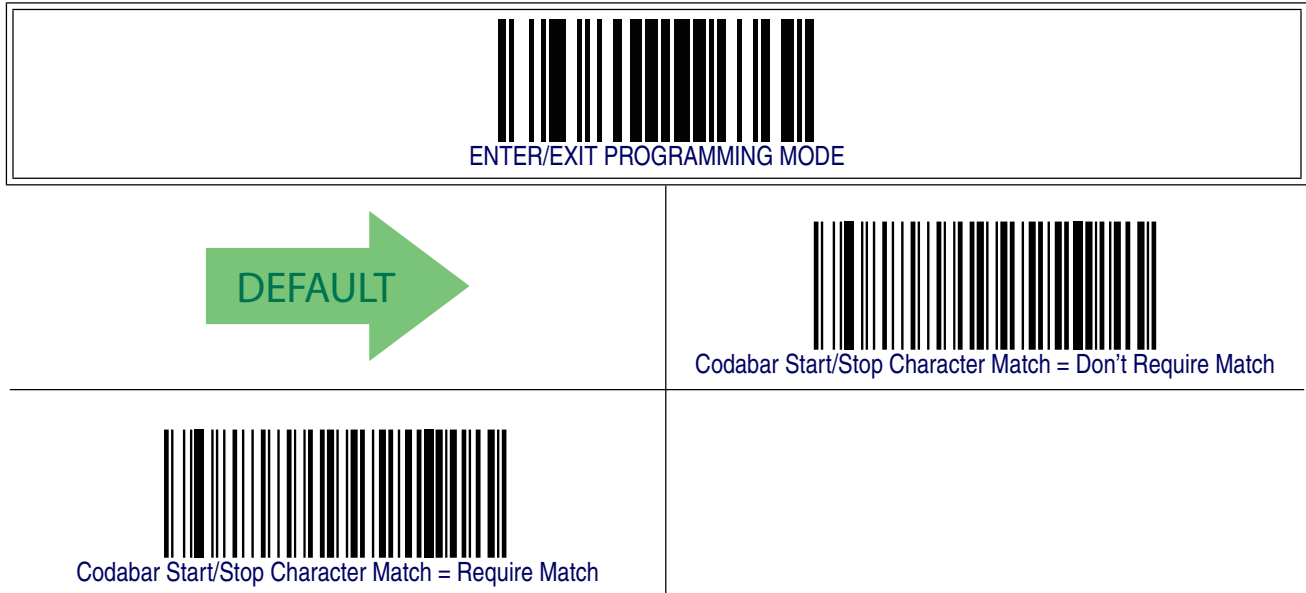 ENTER/EXIT PROGRAMMING MODE
DEFAULT
Codabar Start/Stop Character Match = Don't Require Match
Codabar Start/Stop Character Match = Require Match